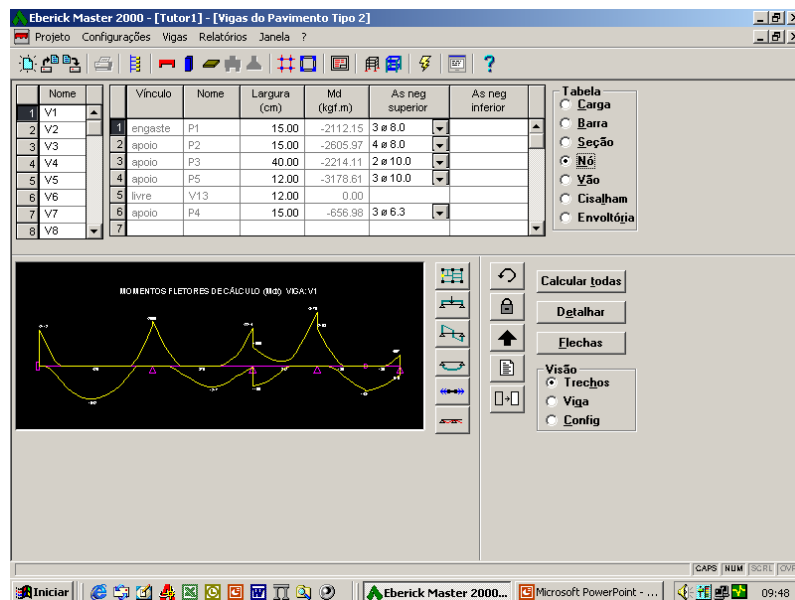 Eberick Master 2000 - [Tutor1] - [Vigas do Pavimento Tipo 2]
Projeto Configurações Vigas Relatórios Janela ?
Nome
1 V1
2 V2
3 V3
4 V4
5 V5
6 V6
7 V7
8 V8
Vínculo Nome Largura (cm) Md (kgf.m) As neg superior As neg inferior
1 engaste P1 15.00 -2112.15 3 ø 8.0
2 apoio P2 15.00 -2605.97 4 ø 8.0
3 apoio P3 40.00 -2214.11 2 ø 10.0
4 apoio P5 12.00 -3178.61 3 ø 10.0
5 livre V13 12.00 0.00
6 apoio P4 15.00 -656.98 3 ø 6.3
7
Tabela
Carga
Barra
Seção
Nó
Vão
Cisalham
Envoltória
MOMENTOS FLETORES DE CÁLCULO (Md) VIGA: V1
Calcular todas
Detalhar
Flechas
Visão
Trechos
Viga
Config
CAPS NUM SCRL OVR
Iniciar Eberick Master 2000... Microsoft PowerPoint - ... 09:48